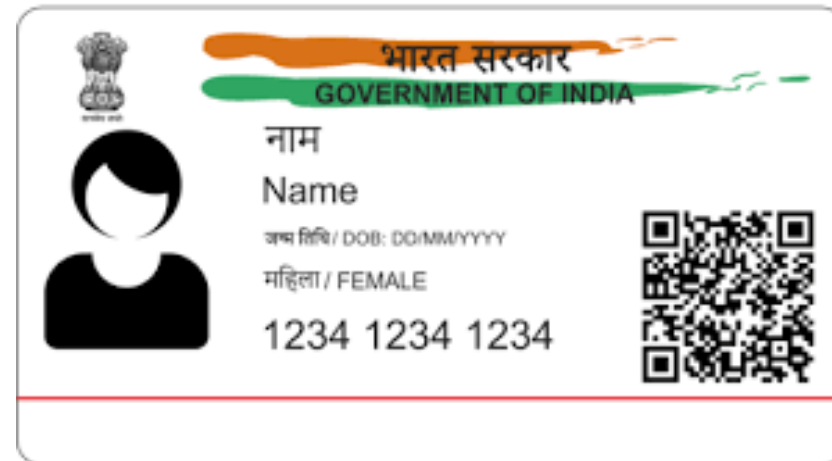 भारत सरकार
GOVERNMENT OF INDIA
नाम
Name
जन्म तिथि / DOB: DD/MM/YYYY
महिला / FEMALE
1234 1234 1234